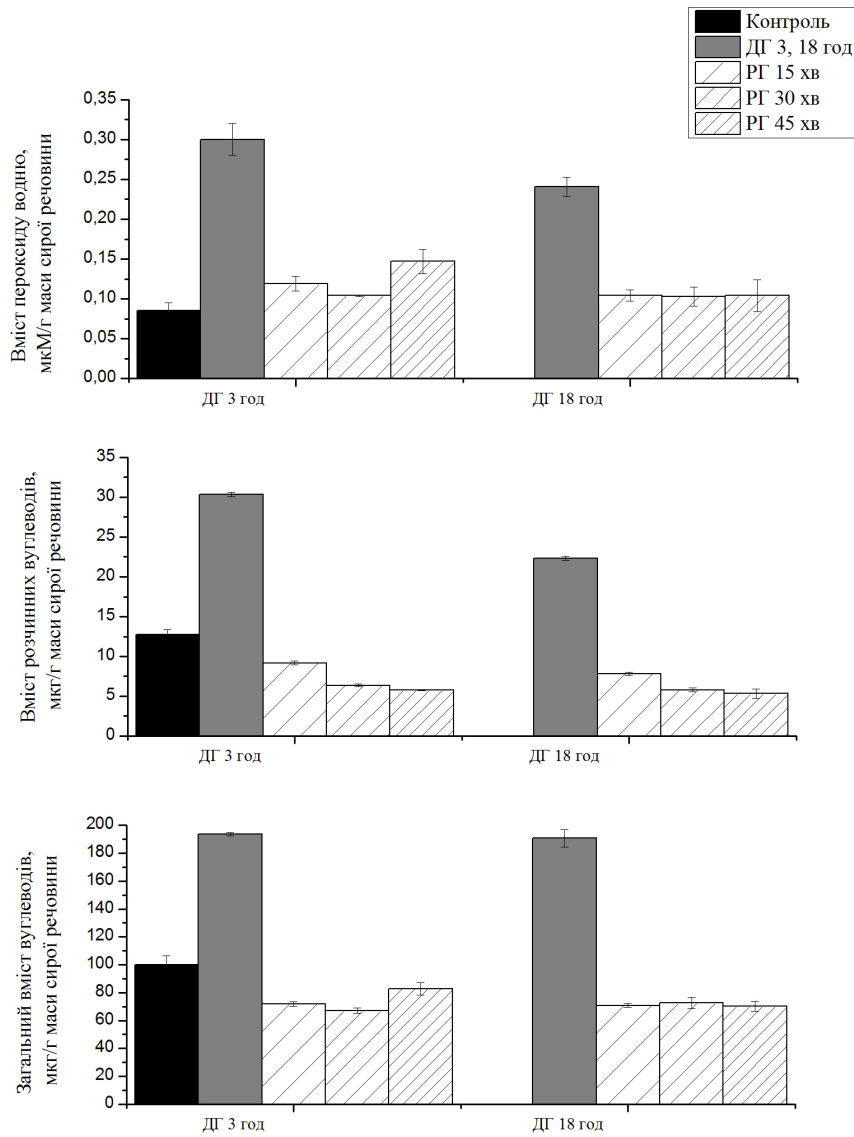 Контроль
ДГ 3, 18 год
РГ 15 хв
РГ 30 хв
РГ 45 хв
Вміст пероксиду водню,
мкМ/г маси сирої речовини
0,35
0,30
0,25
0,20
0,15
0,10
0,05
0,00
ДГ 3 год
ДГ 18 год
Вміст розчинних вуглеводів,
мкг/г маси сирої речовини
35
30
25
20
15
10
5
0
ДГ 3 год
ДГ 18 год
Загальний вміст вуглеводів,
мкг/г маси сирої речовини
200
180
160
140
120
100
80
60
40
20
0
ДГ 3 год
ДГ 18 год